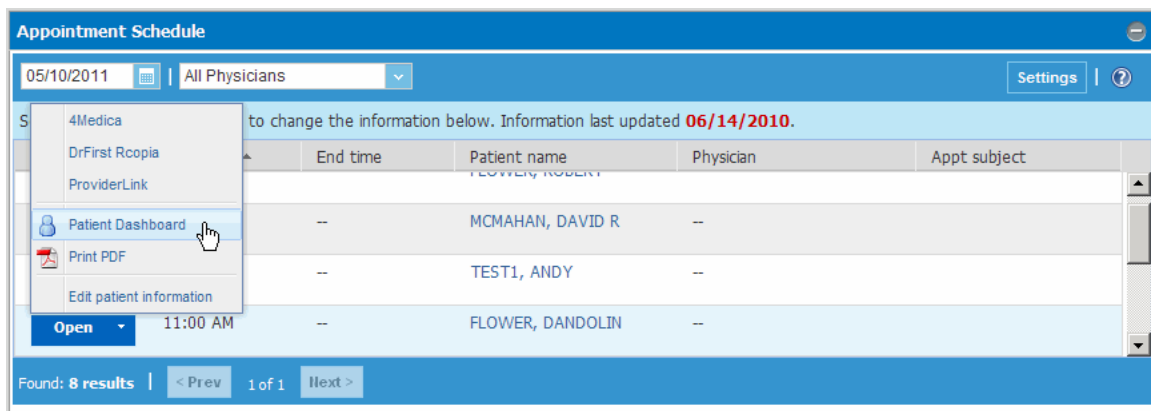 Appointment Schedule
05/10/2011 | All Physicians Settings |
S to change the information below. Information last updated 06/14/2010.
4Medica
DrFirst Rcopia
ProviderLink
Patient Dashboard
Print PDF
Edit patient information
End time Patient name Physician Appt subject
FLOWER, ROBERT
-- MCMAHAN, DAVID R --
-- TEST1, ANDY --
Open 11:00 AM -- FLOWER, DANDOLIN --
Found: 8 results | < Prev 1 of 1 Next >